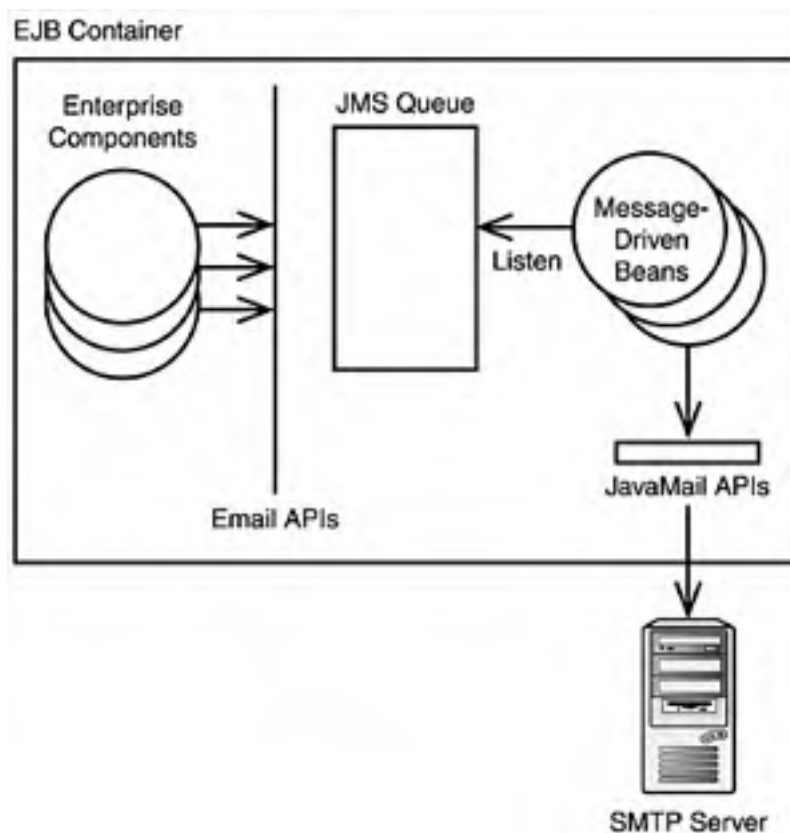 EJB Container
Enterprise
Components
JMS Queue
Message-
Driven
Beans
Listen
JavaMail APIs
Email APIs
SMTP Server